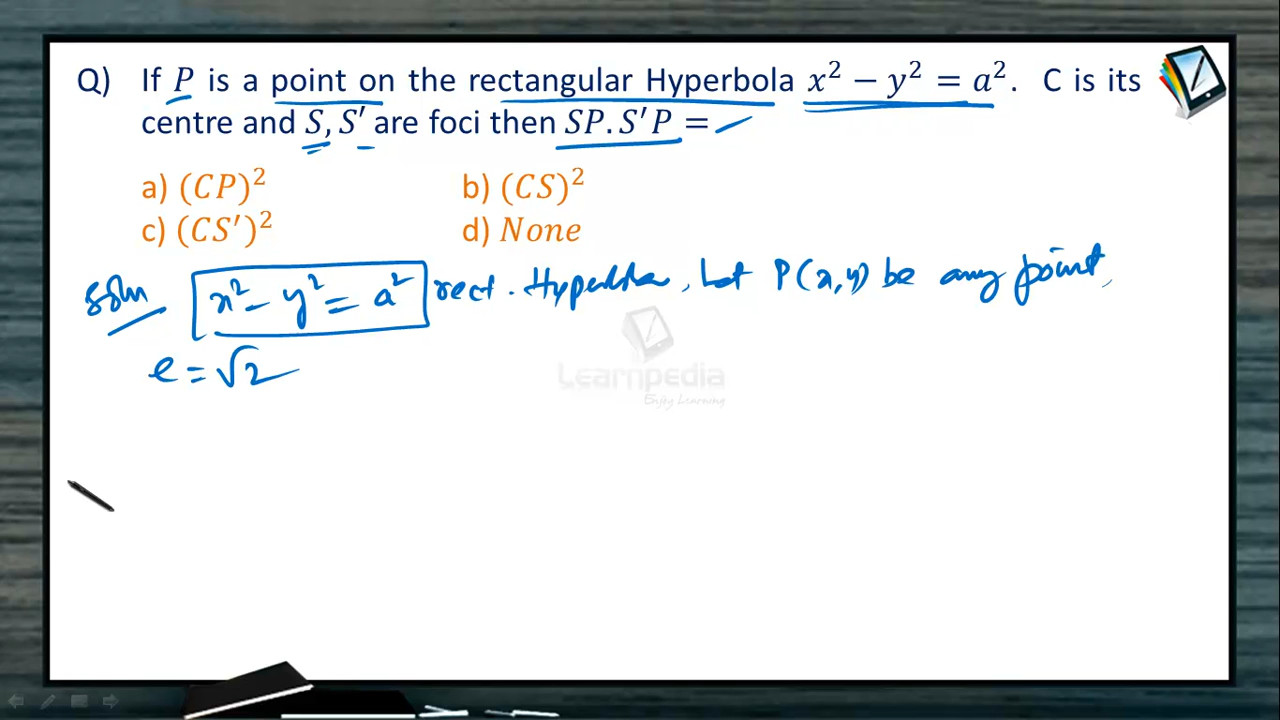 Q) If P is a point on the rectangular Hyperbola x² − y² = a². C is its
centre and S, S′ are foci then SP. S′P =
a) (CP)² b) (CS)²
c) (CS′)² d) None
soln x² − y² = a² rect. Hyperbola, Let P(x,y) be any point,
e = √2
Learnpedia
Enjoy Learning